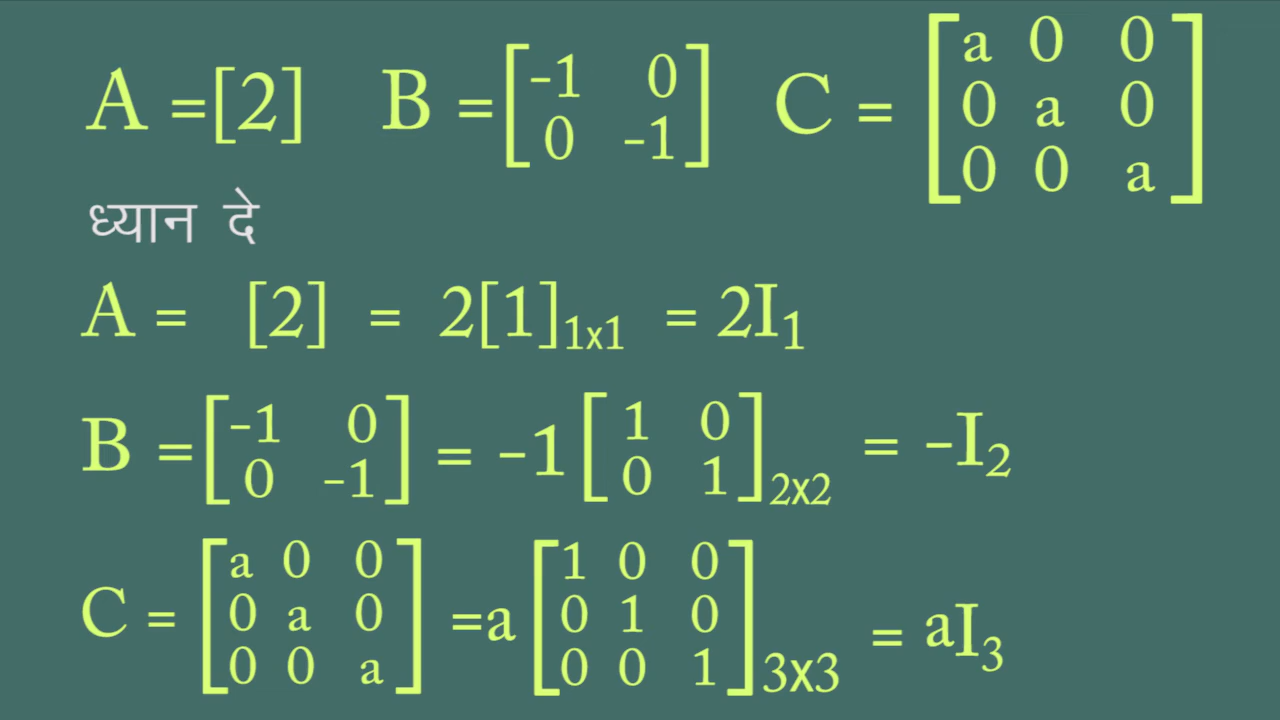 A = [2] B = [-1 0 0 -1] C = [a 0 0 0 a 0 0 0 a]
ध्यान दे
A = [2] = 2[1]1x1 = 2I1
B = [-1 0 0 -1] = -1 [1 0 0 1]2x2 = -I2
C = [a 0 0 0 a 0 0 0 a] =a [1 0 0 0 1 0 0 0 1]3x3 = aI3